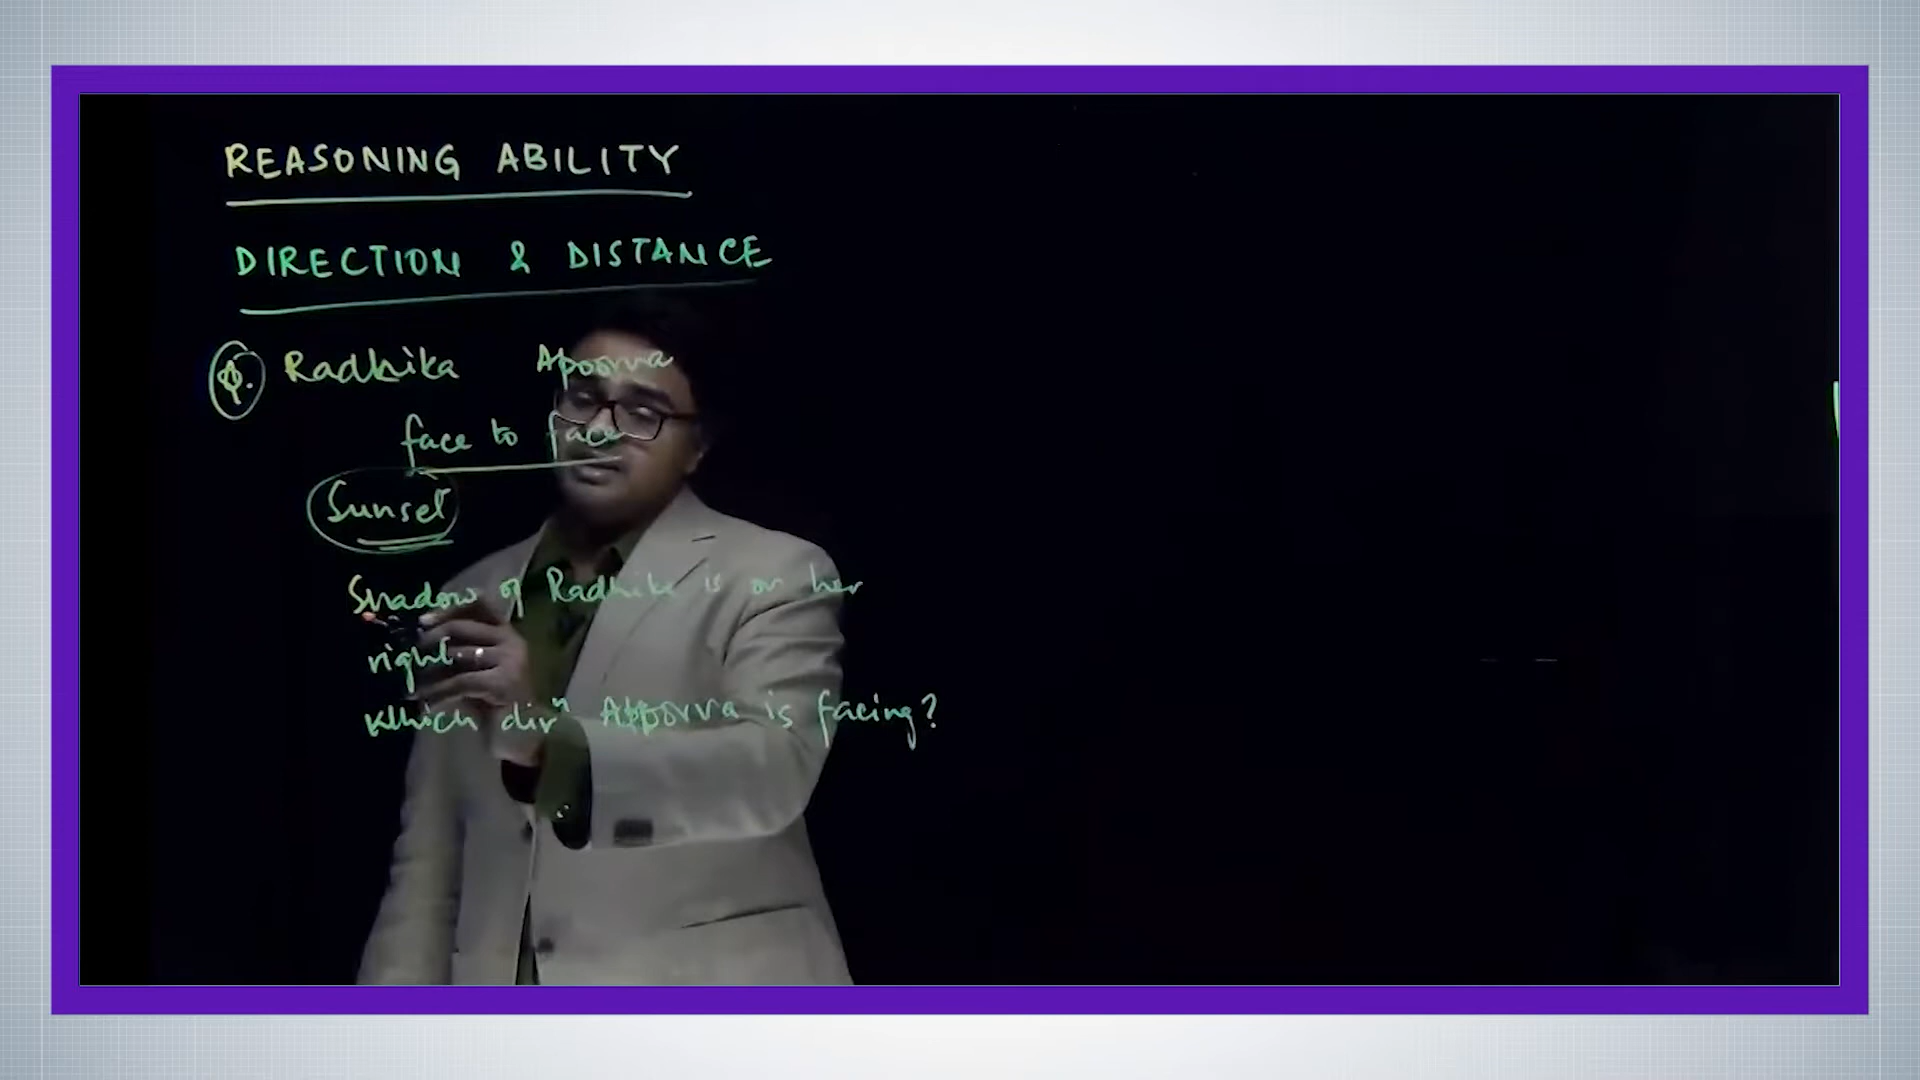 REASONING ABILITY
DIRECTION & DISTANCE
Q. Radhika Apoorva
face to face
Sunset
Shadow of Radhika is on her
right.
Which dirⁿ Apoorva is facing?